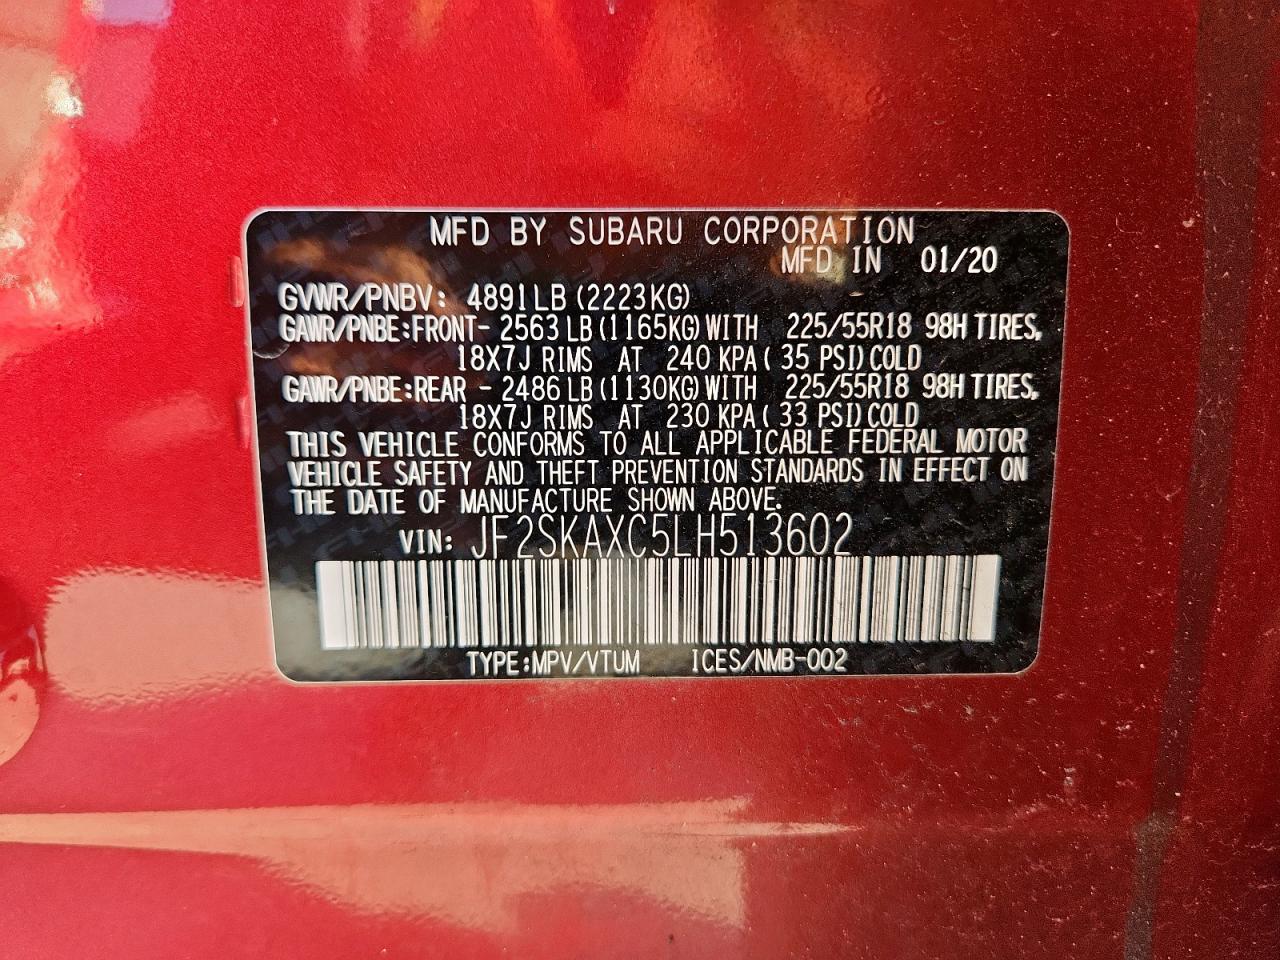 MFD BY SUBARU CORPORATION
MFD IN 01/20
GVWR/PNBV: 4891LB (2223KG)
GAWR/PNBE:FRONT- 2563 LB (1165KG) WITH 225/55R18 98H TIRES,
18X7J RIMS AT 240 KPA ( 35 PSI) COLD
GAWR/PNBE:REAR - 2486 LB (1130KG) WITH 225/55R18 98H TIRES,
18X7J RIMS AT 230 KPA ( 33 PSI) COLD
THIS VEHICLE CONFORMS TO ALL APPLICABLE FEDERAL MOTOR
VEHICLE SAFETY AND THEFT PREVENTION STANDARDS IN EFFECT ON
THE DATE OF MANUFACTURE SHOWN ABOVE.
VIN: JF2SKAXC5LH513602
TYPE:MPV/VTUM ICES/NMB-002